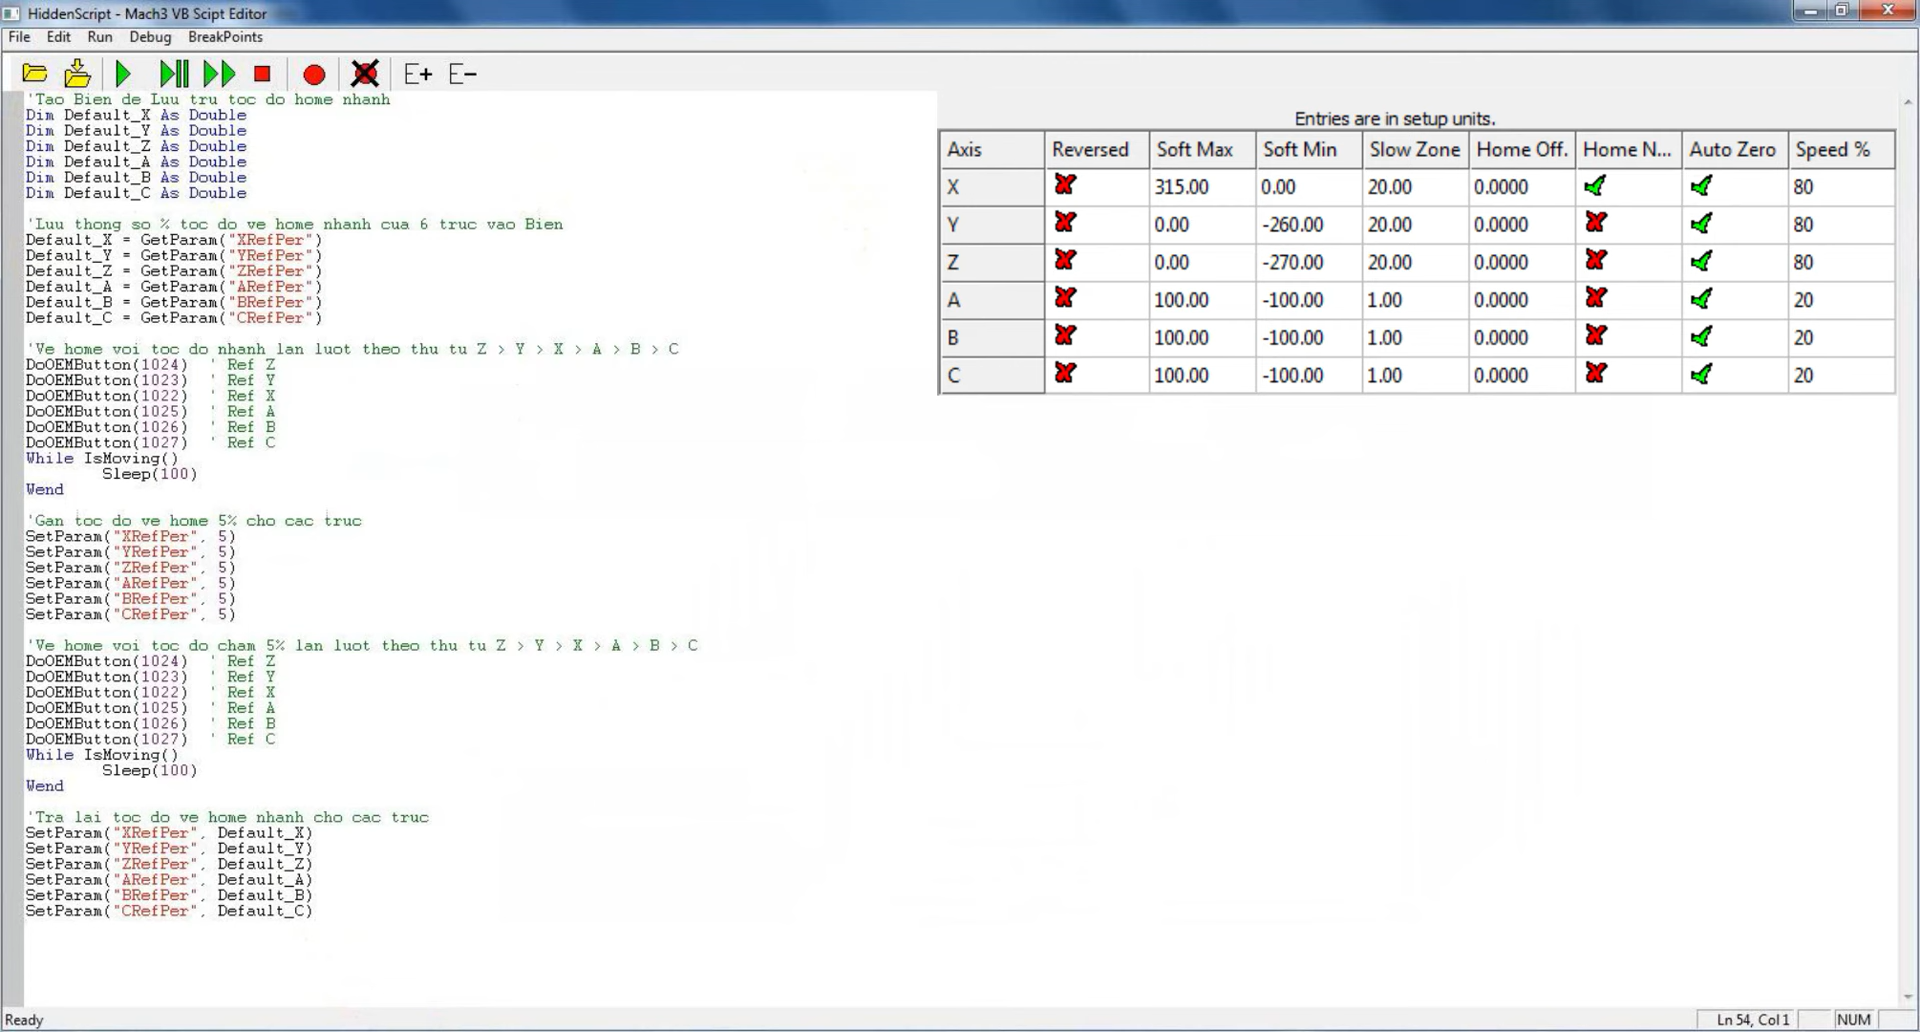 HiddenScript - Mach3 VB Scipt Editor
File Edit Run Debug BreakPoints
E+ E-
'Tao Bien de Luu tru toc do home nhanh
Dim Default_X As Double
Dim Default_Y As Double
Dim Default_Z As Double
Dim Default_A As Double
Dim Default_B As Double
Dim Default_C As Double
'Luu thong so % toc do ve home nhanh cua 6 truc vao Bien
Default_X = GetParam("XRefPer")
Default_Y = GetParam("YRefPer")
Default_Z = GetParam("ZRefPer")
Default_A = GetParam("ARefPer")
Default_B = GetParam("BRefPer")
Default_C = GetParam("CRefPer")
'Ve home voi toc do nhanh lan luot theo thu tu Z > Y > X > A > B > C
DoOEMButton(1024) ' Ref Z
DoOEMButton(1023) ' Ref Y
DoOEMButton(1022) ' Ref X
DoOEMButton(1025) ' Ref A
DoOEMButton(1026) ' Ref B
DoOEMButton(1027) ' Ref C
While IsMoving()
Sleep(100)
Wend
'Gan toc do ve home 5% cho cac truc
SetParam("XRefPer", 5)
SetParam("YRefPer", 5)
SetParam("ZRefPer", 5)
SetParam("ARefPer", 5)
SetParam("BRefPer", 5)
SetParam("CRefPer", 5)
'Ve home voi toc do cham 5% lan luot theo thu tu Z > Y > X > A > B > C
DoOEMButton(1024) ' Ref Z
DoOEMButton(1023) ' Ref Y
DoOEMButton(1022) ' Ref X
DoOEMButton(1025) ' Ref A
DoOEMButton(1026) ' Ref B
DoOEMButton(1027) ' Ref C
While IsMoving()
Sleep(100)
Wend
'Tra lai toc do ve home nhanh cho cac truc
SetParam("XRefPer", Default_X)
SetParam("YRefPer", Default_Y)
SetParam("ZRefPer", Default_Z)
SetParam("ARefPer", Default_A)
SetParam("BRefPer", Default_B)
SetParam("CRefPer", Default_C)
Entries are in setup units.
Axis Reversed Soft Max Soft Min Slow Zone Home Off. Home N... Auto Zero Speed %
X 315.00 0.00 20.00 0.0000 80
Y 0.00 -260.00 20.00 0.0000 80
Z 0.00 -270.00 20.00 0.0000 80
A 100.00 -100.00 1.00 0.0000 20
B 100.00 -100.00 1.00 0.0000 20
C 100.00 -100.00 1.00 0.0000 20
Ready Ln 54, Col 1 NUM